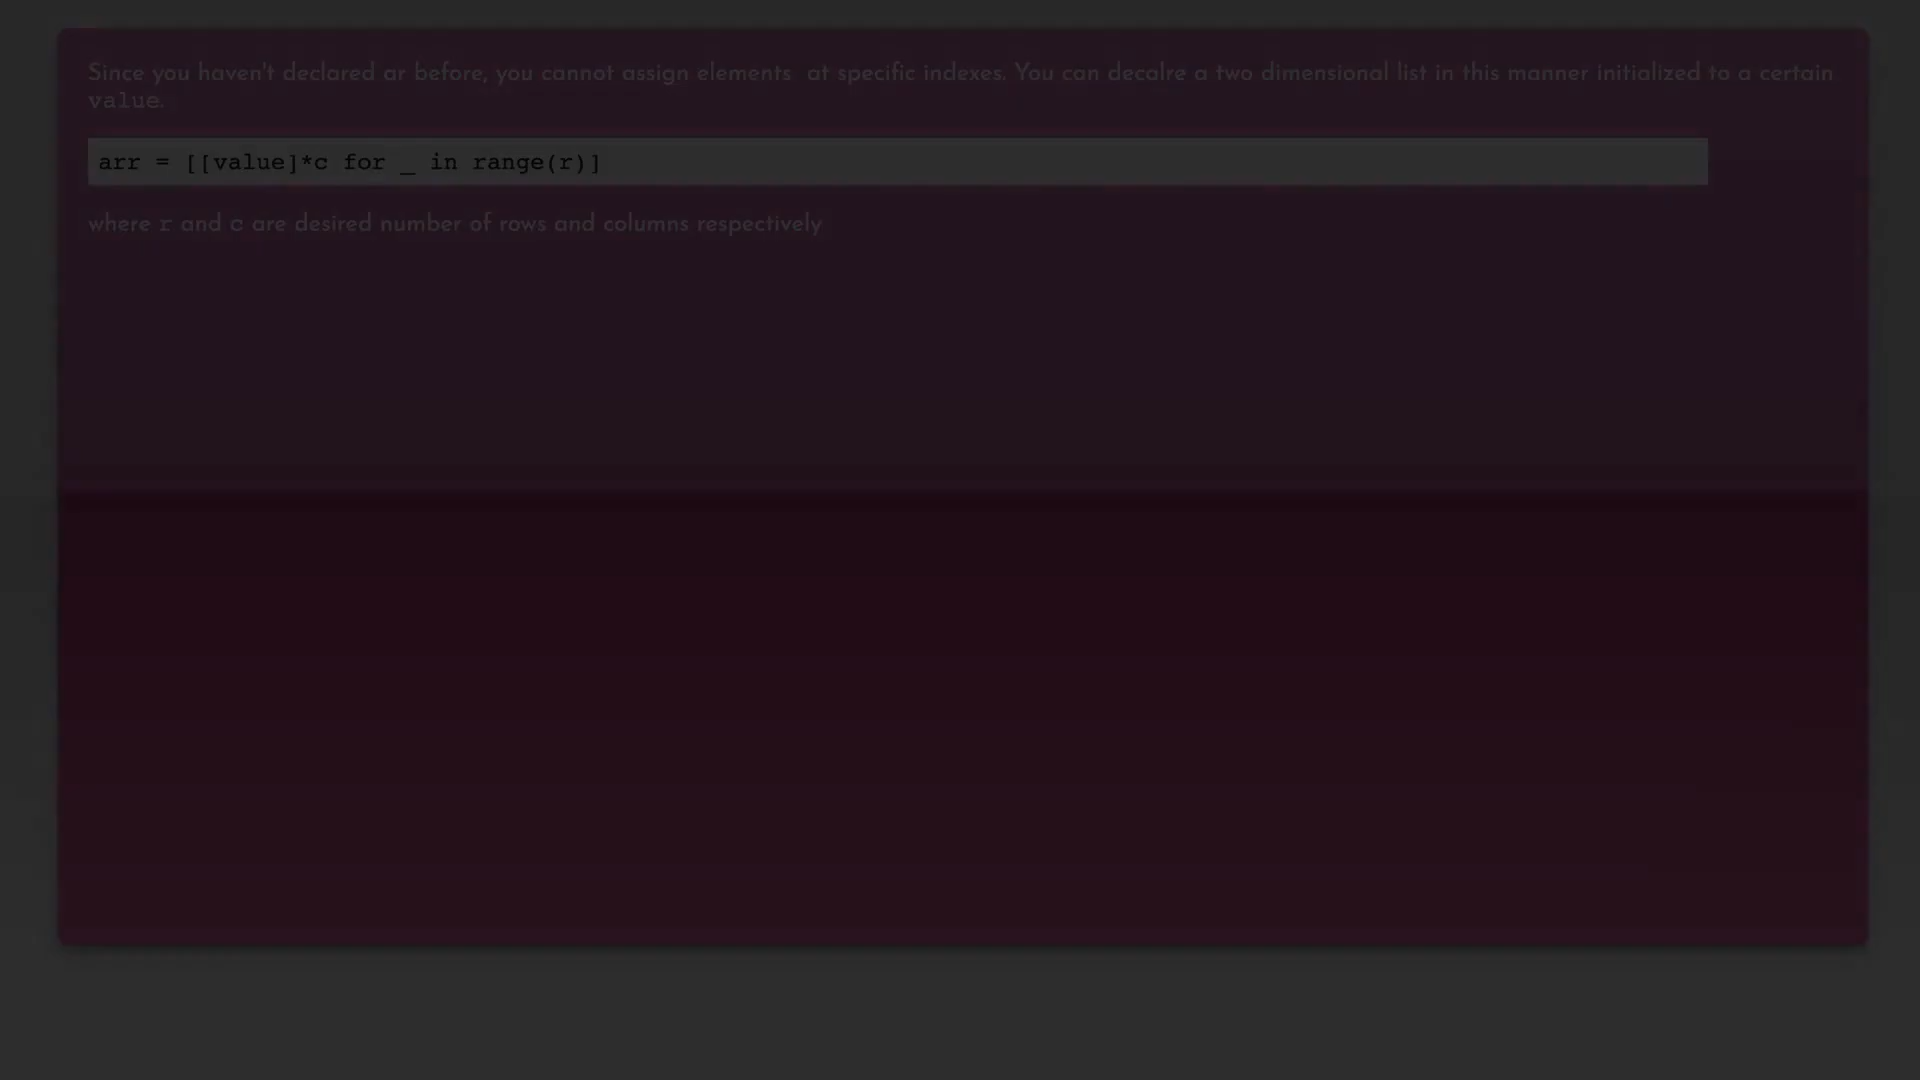 Since you haven't declared ar before, you cannot assign elements  at specific indexes. You can decalre a two dimensional list in this manner initialized to a certain
value.
arr = [[value]*c for _ in range(r)]
where r and c are desired number of rows and columns respectively